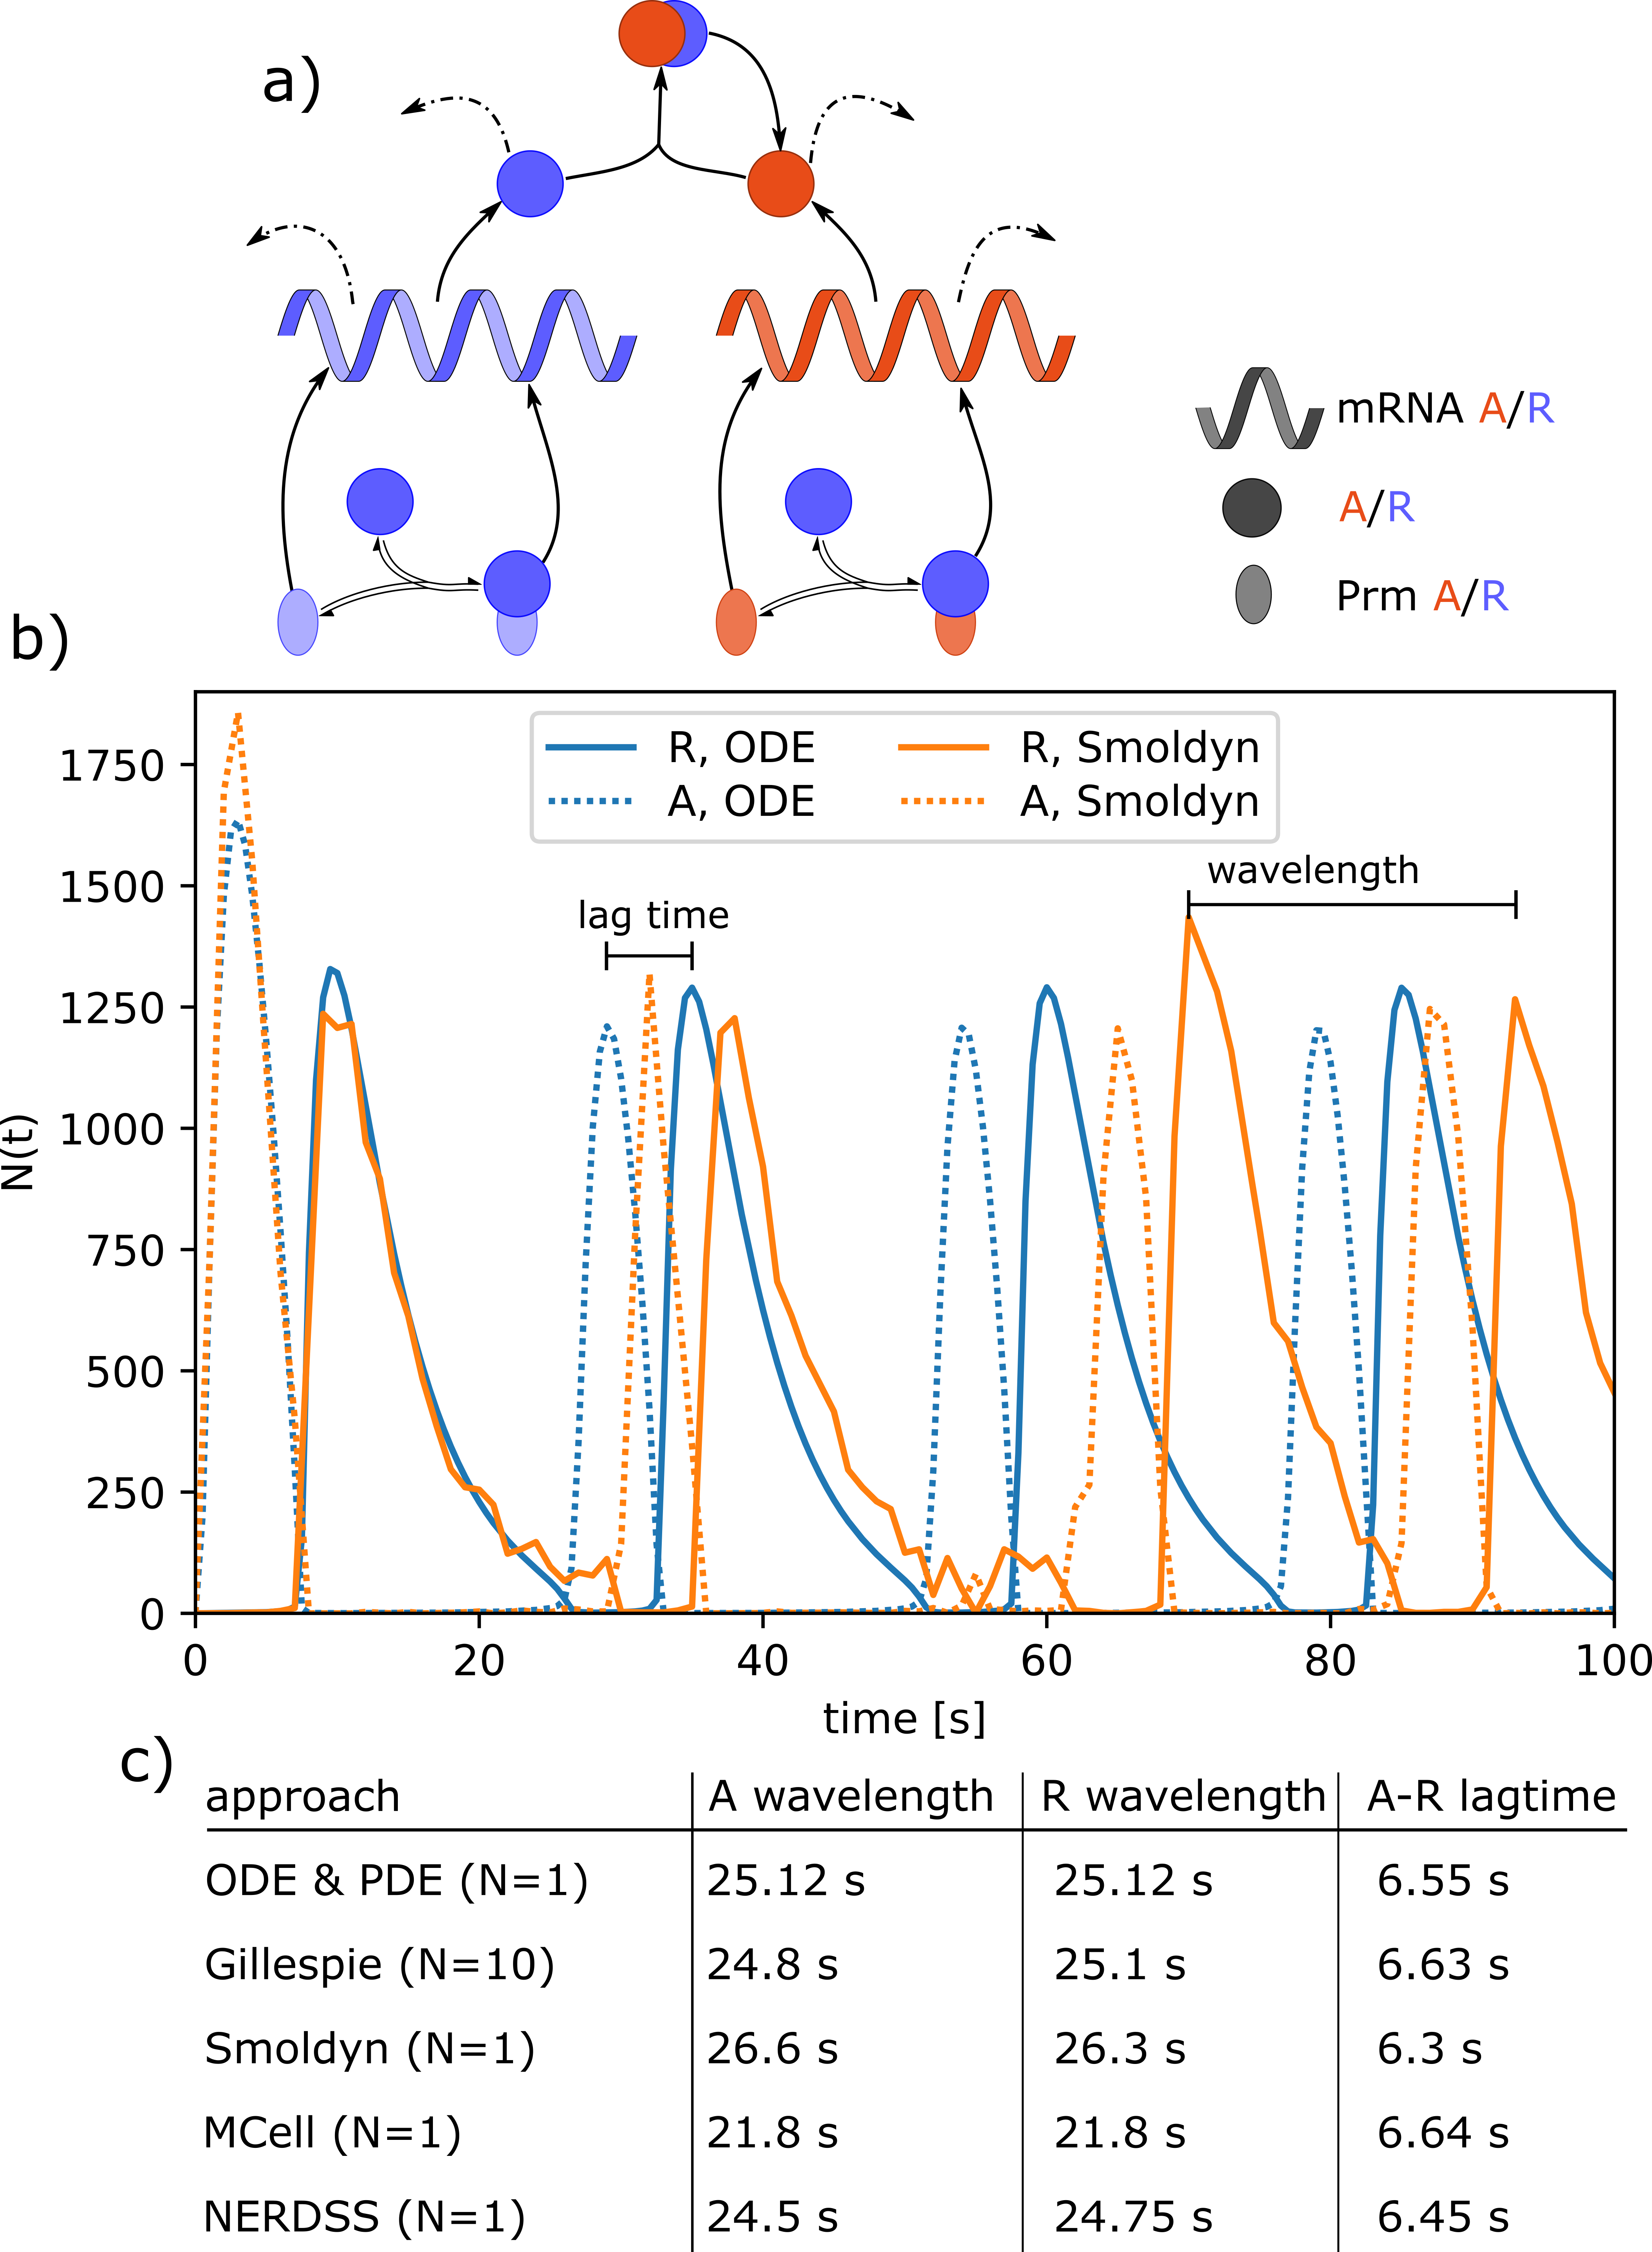 a)
mRNA A/R
A/R
Prm A/R
b)
R, ODE
R, Smoldyn
A, ODE
A, Smoldyn
wavelength
lag time
N(t)
1750
1500
1250
1000
750
500
250
0
0 20 40 60 80 100
time [s]
c)
approach A wavelength R wavelength A-R lagtime
ODE & PDE (N=1) 25.12 s 25.12 s 6.55 s
Gillespie (N=10) 24.8 s 25.1 s 6.63 s
Smoldyn (N=1) 26.6 s 26.3 s 6.3 s
MCell (N=1) 21.8 s 21.8 s 6.64 s
NERDSS (N=1) 24.5 s 24.75 s 6.45 s